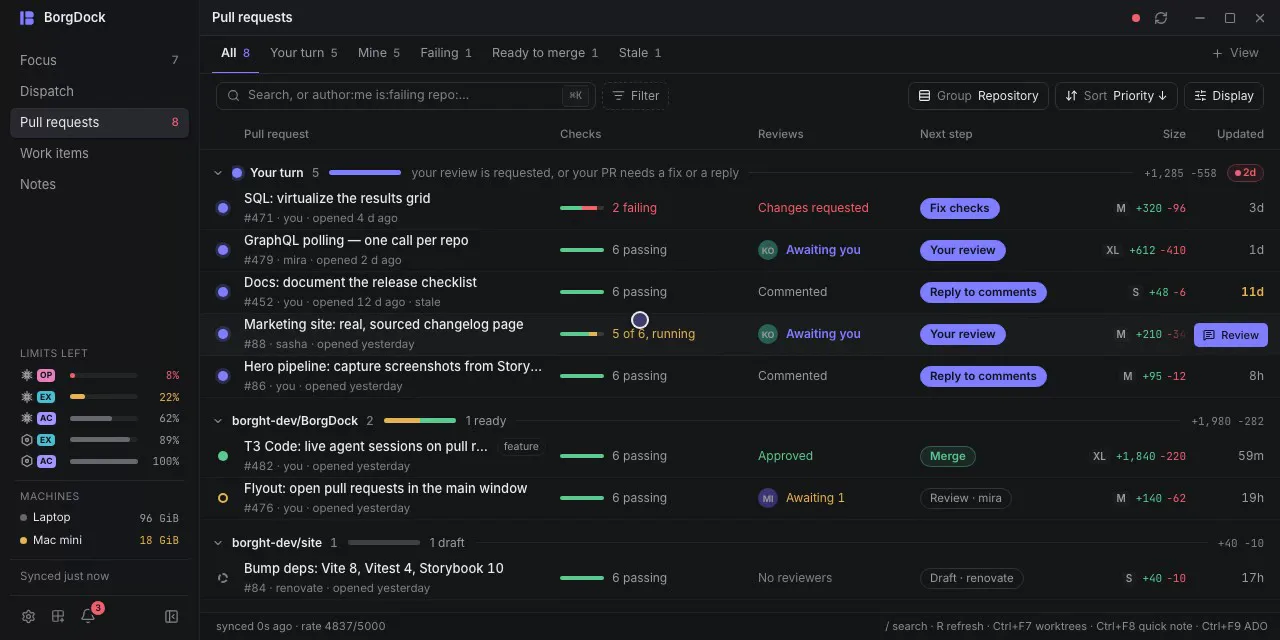 BorgDock
Pull requests
Focus 7
Dispatch
Pull requests 8
Work items
Notes
LIMITS LEFT
OP 8%
EX 22%
AC 62%
EX 89%
AC 100%
MACHINES
Laptop 96 GiB
Mac mini 18 GiB
Synced just now
3
All 8 Your turn 5 Mine 5 Failing 1 Ready to merge 1 Stale 1 + View
Search, or author:me is:failing repo:... ⌘K Filter Group Repository Sort Priority ↓ Display
Pull request Checks Reviews Next step Size Updated
Your turn 5 your review is requested, or your PR needs a fix or a reply +1,285 -558 2d
SQL: virtualize the results grid
#471 · you · opened 4 d ago
2 failing Changes requested Fix checks M +320 -96 3d
GraphQL polling — one call per repo
#479 · mira · opened 2 d ago
6 passing KO Awaiting you Your review XL +612 -410 1d
Docs: document the release checklist
#452 · you · opened 12 d ago · stale
6 passing Commented Reply to comments S +48 -6 11d
Marketing site: real, sourced changelog page
#88 · sasha · opened yesterday
5 of 6, running KO Awaiting you Your review M +210 -34 Review
Hero pipeline: capture screenshots from Story...
#86 · you · opened yesterday
6 passing Commented Reply to comments M +95 -12 8h
borght-dev/BorgDock 2 1 ready +1,980 -282
T3 Code: live agent sessions on pull r... feature
#482 · you · opened yesterday
6 passing Approved Merge XL +1,840 -220 59m
Flyout: open pull requests in the main window
#476 · you · opened yesterday
6 passing MI Awaiting 1 Review · mira M +140 -62 19h
borght-dev/site 1 1 draft +40 -10
Bump deps: Vite 8, Vitest 4, Storybook 10
#84 · renovate · opened yesterday
6 passing No reviewers Draft · renovate S +40 -10 17h
synced 0s ago · rate 4837/5000
/ search · R refresh · Ctrl+F7 worktrees · Ctrl+F8 quick note · Ctrl+F9 ADO